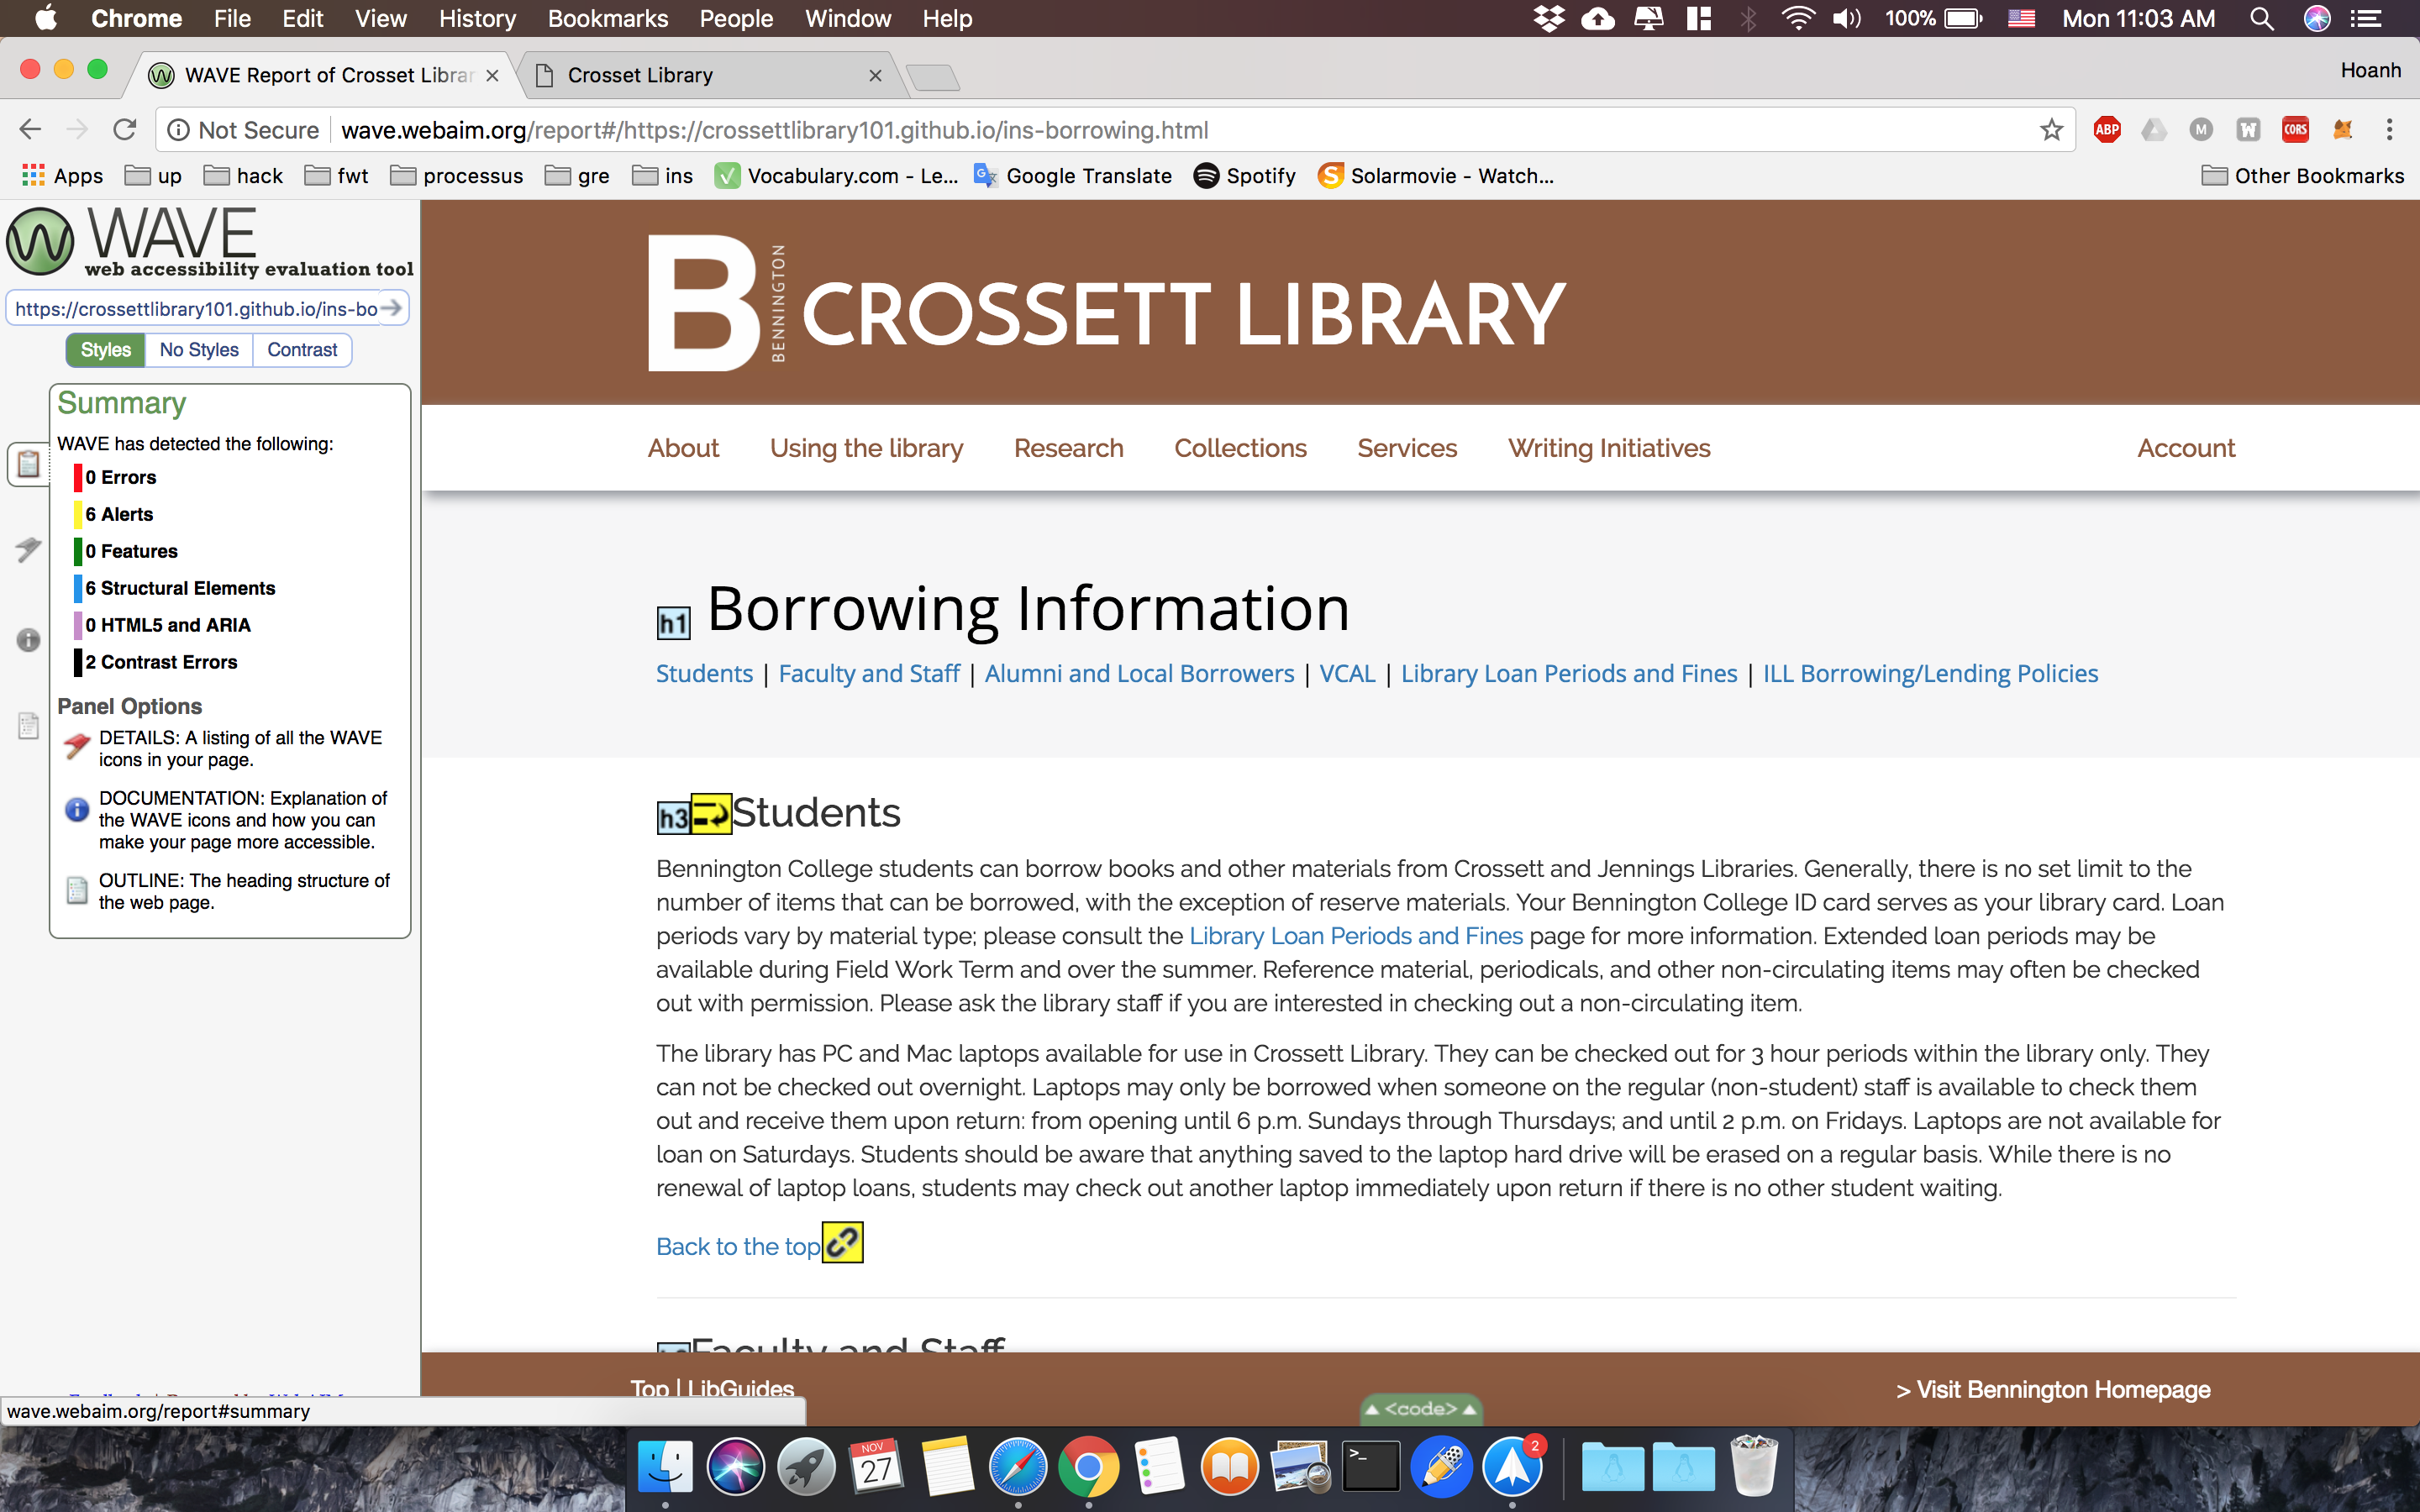 Chrome File Edit View History Bookmarks People Window Help 100% Mon 11:03 AM
WAVE Report of Crosset Librar
Crosset Library
Hoanh
Not Secure wave.webaim.org/report#/https://crossettlibrary101.github.io/ins-borrowing.html
ABP M W CORS
Apps up hack fwt processus gre ins Vocabulary.com - Le... Google Translate Spotify Solarmovie - Watch... Other Bookmarks
WAVE
web accessibility evaluation tool
https://crossettlibrary101.github.io/ins-bo
Styles No Styles Contrast
Summary
WAVE has detected the following:
0 Errors
6 Alerts
0 Features
6 Structural Elements
0 HTML5 and ARIA
2 Contrast Errors
Panel Options
DETAILS: A listing of all the WAVE
icons in your page.
DOCUMENTATION: Explanation of
the WAVE icons and how you can
make your page more accessible.
OUTLINE: The heading structure of
the web page.
wave.webaim.org/report#summary
B BENNINGTON CROSSETT LIBRARY
About Using the library Research Collections Services Writing Initiatives Account
h1 Borrowing Information
Students | Faculty and Staff | Alumni and Local Borrowers | VCAL | Library Loan Periods and Fines | ILL Borrowing/Lending Policies
h3 Students
Bennington College students can borrow books and other materials from Crossett and Jennings Libraries. Generally, there is no set limit to the
number of items that can be borrowed, with the exception of reserve materials. Your Bennington College ID card serves as your library card. Loan
periods vary by material type; please consult the Library Loan Periods and Fines page for more information. Extended loan periods may be
available during Field Work Term and over the summer. Reference material, periodicals, and other non-circulating items may often be checked
out with permission. Please ask the library staff if you are interested in checking out a non-circulating item.
The library has PC and Mac laptops available for use in Crossett Library. They can be checked out for 3 hour periods within the library only. They
can not be checked out overnight. Laptops may only be borrowed when someone on the regular (non-student) staff is available to check them
out and receive them upon return: from opening until 6 p.m. Sundays through Thursdays; and until 2 p.m. on Fridays. Laptops are not available for
loan on Saturdays. Students should be aware that anything saved to the laptop hard drive will be erased on a regular basis. While there is no
renewal of laptop loans, students may check out another laptop immediately upon return if there is no other student waiting.
Back to the top
Faculty and Staff
Top | LibGuides
<code>
> Visit Bennington Homepage
NOV
27
2